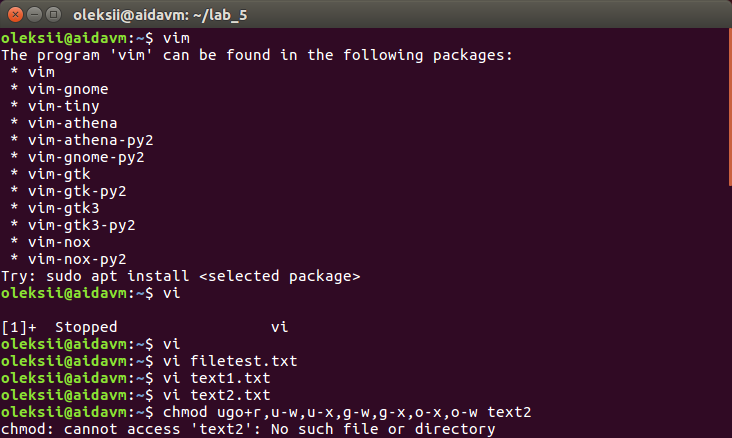 oleksii@aidavm: ~/lab_5
oleksii@aidavm:~$ vim
The program 'vim' can be found in the following packages:
 * vim
 * vim-gnome
 * vim-tiny
 * vim-athena
 * vim-athena-py2
 * vim-gnome-py2
 * vim-gtk
 * vim-gtk-py2
 * vim-gtk3
 * vim-gtk3-py2
 * vim-nox
 * vim-nox-py2
Try: sudo apt install <selected package>
oleksii@aidavm:~$ vi
[1]+  Stopped                 vi
oleksii@aidavm:~$ vi
oleksii@aidavm:~$ vi filetest.txt
oleksii@aidavm:~$ vi text1.txt
oleksii@aidavm:~$ vi text2.txt
oleksii@aidavm:~$ chmod ugo+r,u-w,u-x,g-w,g-x,o-x,o-w text2
chmod: cannot access 'text2': No such file or directory